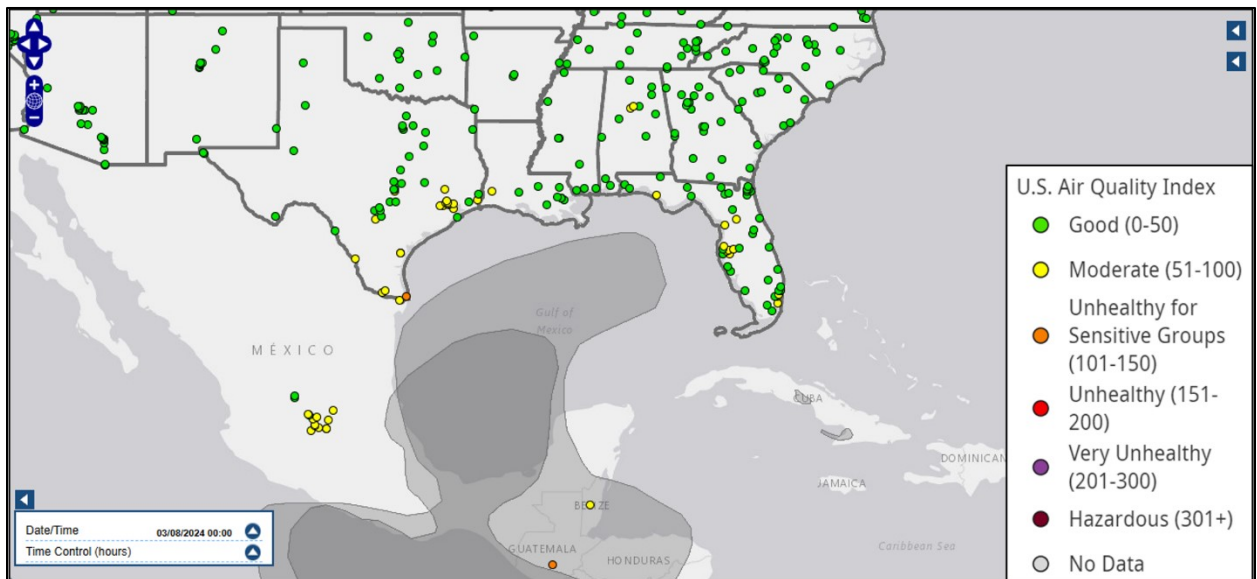 Gulf of
Mexico
MÉXICO
CUBA
DOMINICAN
JAMAICA
BELIZE
GUATEMALA
HONDURAS
Caribbean Sea
U.S. Air Quality Index
Good (0-50)
Moderate (51-100)
Unhealthy for
Sensitive Groups
(101-150)
Unhealthy (151-
200)
Very Unhealthy
(201-300)
Hazardous (301+)
No Data
Date/Time 03/08/2024 00:00
Time Control (hours)